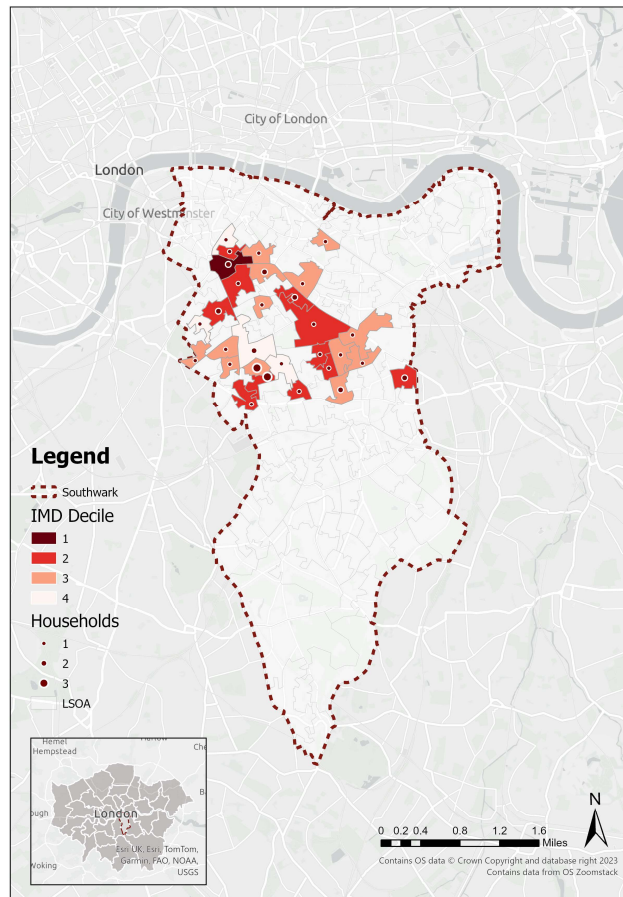 City of London
London
City of Westminster
Legend
Southwark
IMD Decile
1
2
3
4
Households
1
2
3
LSOA
Hemel
Hempstead
Che
ough
London
Woking
Esri UK, Esri, TomTom,
Garmin, FAO, NOAA,
USGS
N
0 0.2 0.4 0.8 1.2 1.6
Miles
Contains OS data © Crown Copyright and database right 2023
Contains data from OS Zoomstack